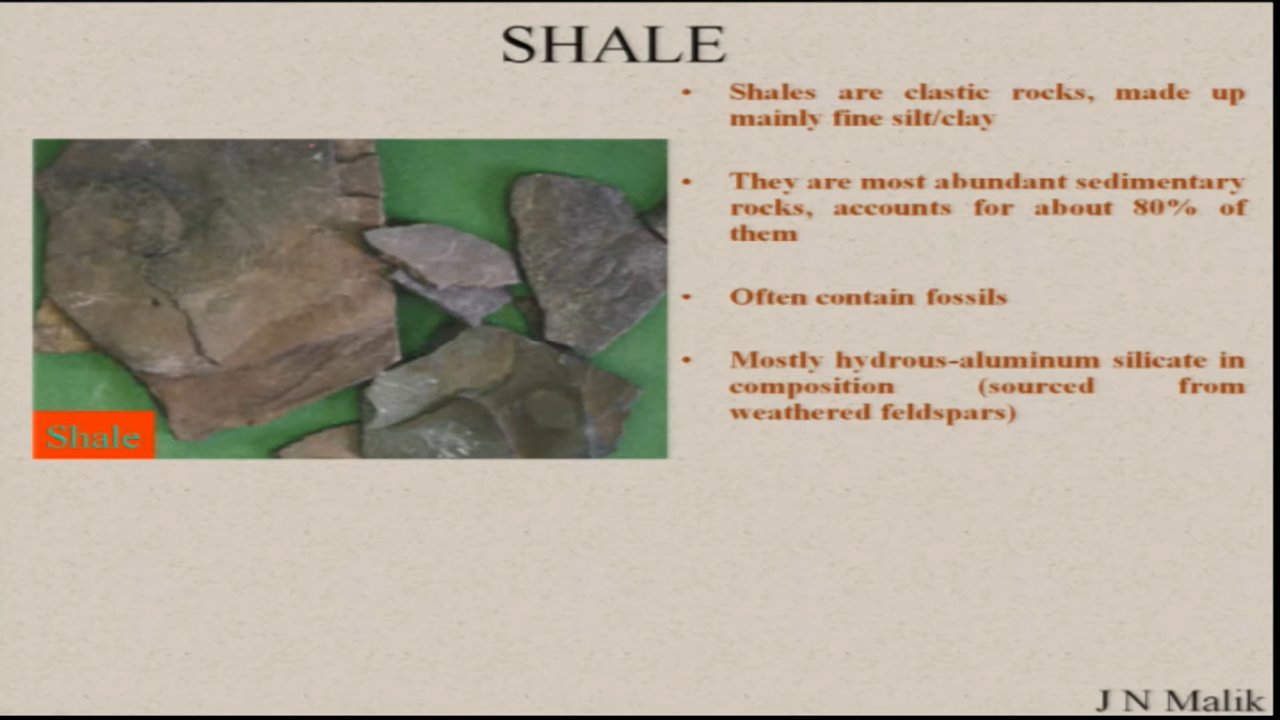 SHALE
• Shales are clastic rocks, made up
mainly fine silt/clay
• They are most abundant sedimentary
rocks, accounts for about 80% of
them
• Often contain fossils
• Mostly hydrous-aluminum silicate in
composition (sourced from
weathered feldspars)
Shale
J N Malik